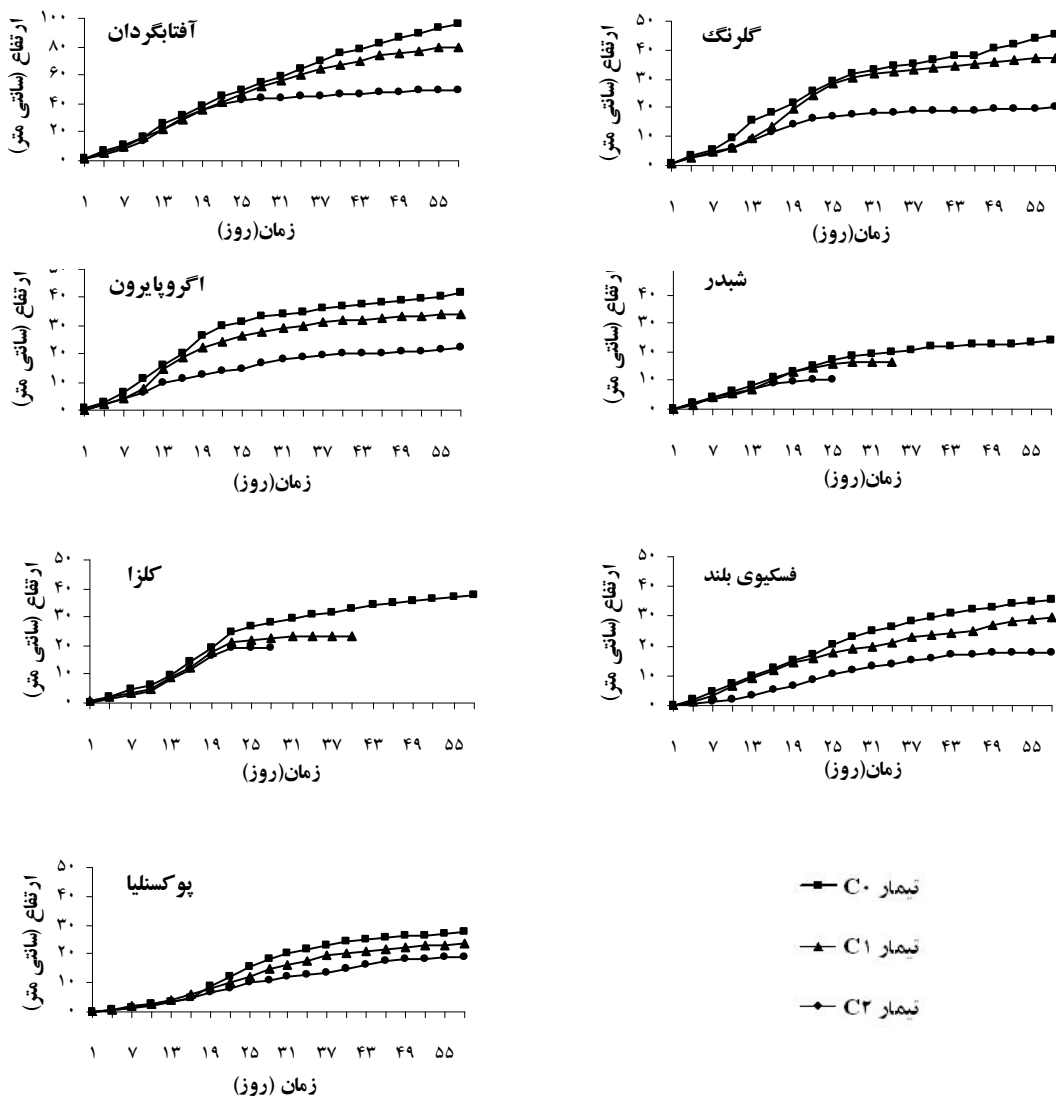 گلرنگ
ارتفاع (سانتی متر)
۵۰
۴۰
۳۰
۲۰
۱۰
۰
۱ ۷ ۱۳ ۱۹ ۲۵ ۳۱ ۳۷ ۴۳ ۴۹ ۵۵
زمان(روز)
آفتابگردان
ارتفاع (سانتی متر)
۱۰۰
۸۰
۶۰
۴۰
۲۰
۰
۱ ۷ ۱۳ ۱۹ ۲۵ ۳۱ ۳۷ ۴۳ ۴۹ ۵۵
زمان(روز)
شبدر
ارتفاع (سانتی متر)
۴۰
۳۰
۲۰
۱۰
۰
۱ ۷ ۱۳ ۱۹ ۲۵ ۳۱ ۳۷ ۴۳ ۴۹ ۵۵
زمان(روز)
اگروپایرون
ارتفاع (سانتی متر)
۵۰
۴۰
۳۰
۲۰
۱۰
۰
۱ ۷ ۱۳ ۱۹ ۲۵ ۳۱ ۳۷ ۴۳ ۴۹ ۵۵
زمان(روز)
فسکیوی بلند
ارتفاع (سانتی متر)
۵۰
۴۰
۳۰
۲۰
۱۰
۰
۱ ۷ ۱۳ ۱۹ ۲۵ ۳۱ ۳۷ ۴۳ ۴۹ ۵۵
زمان(روز)
کلزا
ارتفاع (سانتی متر)
۵۰
۴۰
۳۰
۲۰
۱۰
۰
۱ ۷ ۱۳ ۱۹ ۲۵ ۳۱ ۳۷ ۴۳ ۴۹ ۵۵
زمان(روز)
پوکسنلیا
ارتفاع (سانتی متر)
۵۰
۴۰
۳۰
۲۰
۱۰
۰
۱ ۷ ۱۳ ۱۹ ۲۵ ۳۱ ۳۷ ۴۳ ۴۹ ۵۵
زمان (روز)
تیمار C۰
تیمار C۱
تیمار C۲